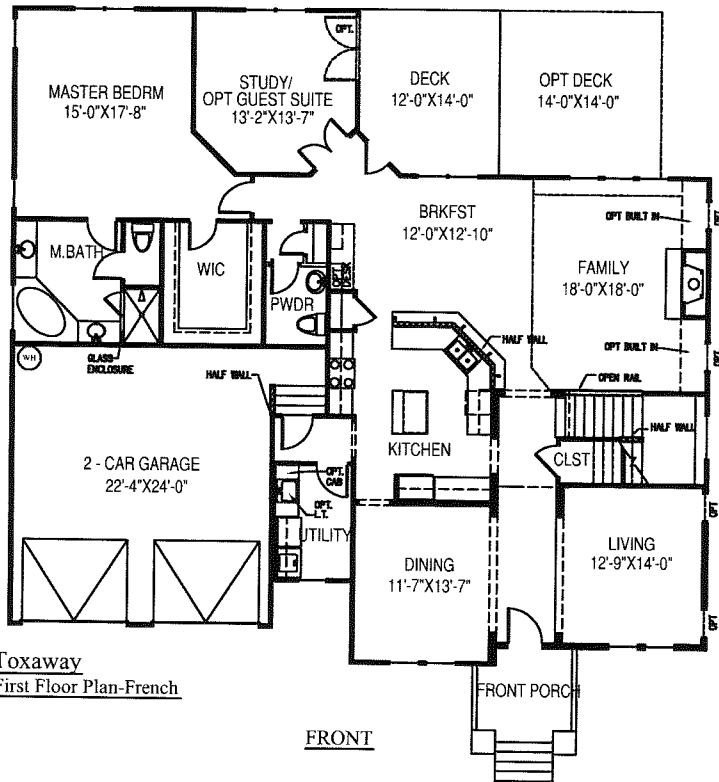 OPT.
MASTER BEDRM
15'-0"X17'-8"
STUDY/
OPT GUEST SUITE
13'-2"X13'-7"
DECK
12'-0"X14'-0"
OPT DECK
14'-0"X14'-0"
BRKFST
12'-0"X12'-10"
OPT BUILT IN
OPT
FAMILY
18'-0"X18'-0"
M.BATH
WIC
PWDR
OPT
DESK
HALF WALL
OPT BUILT IN
OPT
WH
GLASS
ENCLOSURE
HALF WALL
OPEN RAIL
HALF WALL
KITCHEN
CLST
2 - CAR GARAGE
22'-4"X24'-0"
OPT.
CAB
OPT.
L.T.
UTILITY
DINING
11'-7"X13'-7"
LIVING
12'-9"X14'-0"
OPT
OPT
Toxaway
First Floor Plan-French
FRONT PORCH
FRONT